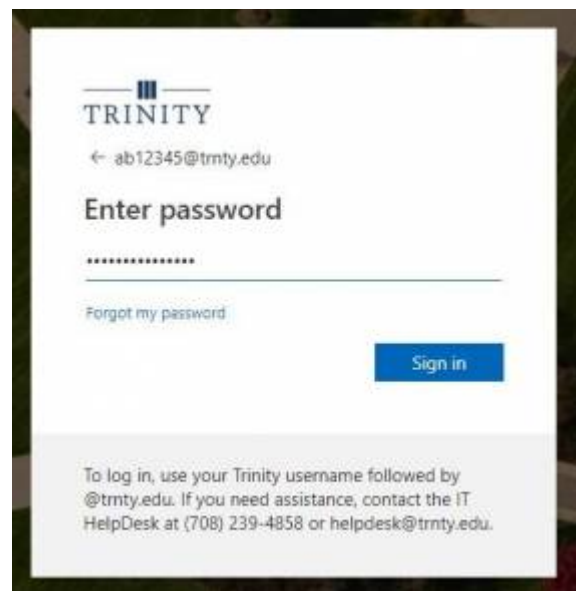 TRINITY
← ab12345@trnty.edu
Enter password
•••••••••••••••
Forgot my password
Sign in
To log in, use your Trinity username followed by
@trnty.edu. If you need assistance, contact the IT
HelpDesk at (708) 239-4858 or helpdesk@trnty.edu.